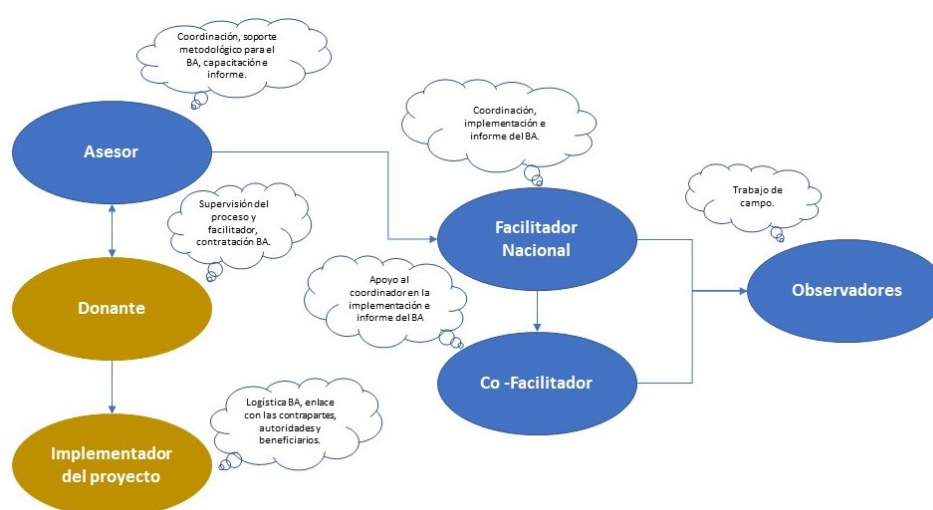 Coordinación, soporte
metodológico para el
BA, capacitación e
informe.
Asesor
Coordinación,
implementación e
informe del BA.
Supervisión del
proceso y
facilitador,
contratación BA.
Trabajo de
campo.
Facilitador
Nacional
Donante
Apoyo al
coordinador en la
implementación e
informe del BA
Observadores
Co -Facilitador
Logística BA, enlace
con las contrapartes,
autoridades y
beneficiarios.
Implementador
del proyecto